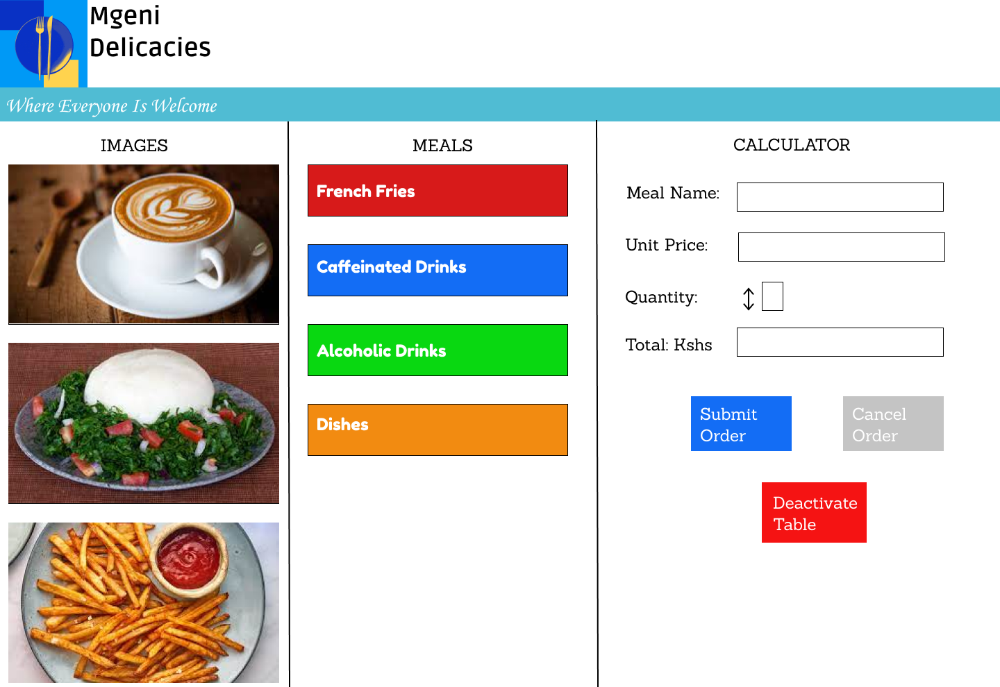 Mgeni
Delicacies
Where Everyone Is Welcome
IMAGES
MEALS
French Fries
Caffeinated Drinks
Alcoholic Drinks
Dishes
CALCULATOR
Meal Name:
Unit Price:
Quantity:
Total: Kshs
Submit
Order
Cancel
Order
Deactivate
Table